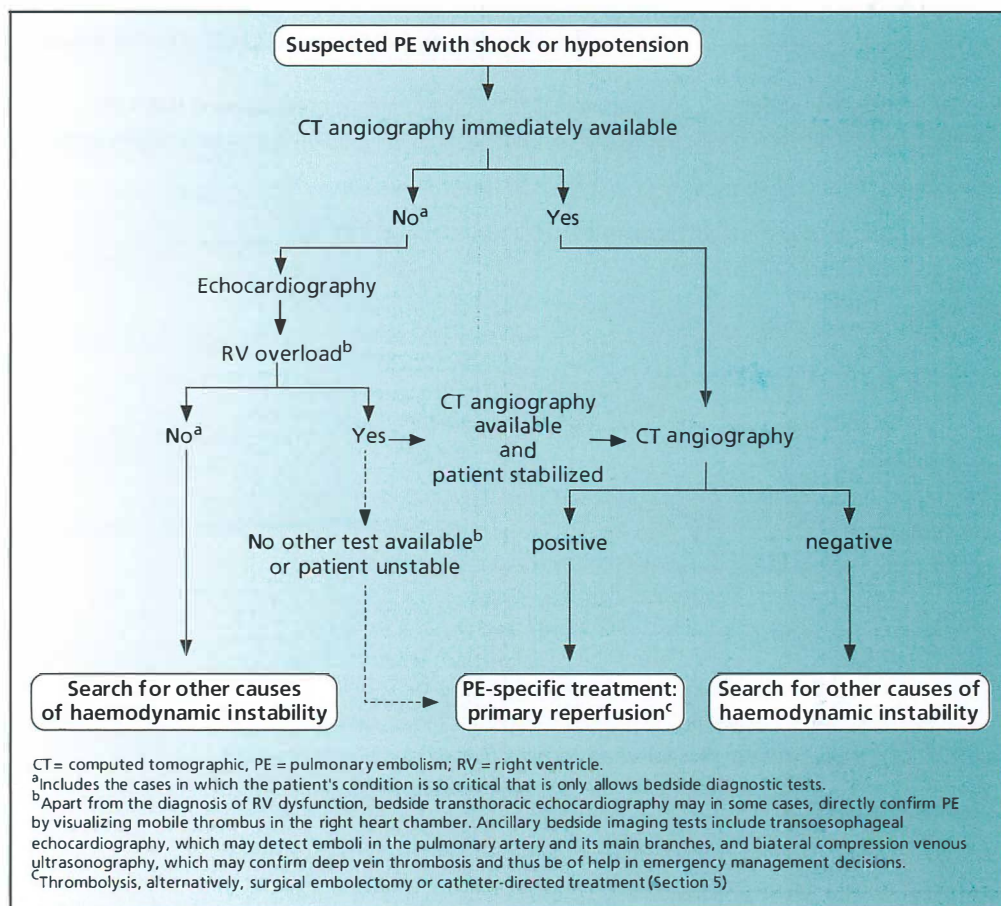 Suspected PE with shock or hypotension
CT angiography immediately available
Noᵃ
Yes
Echocardiography
RV overloadᵇ
Noᵃ
Yes
CT angiography
available
and
patient stabilized
CT angiography
No other test availableᵇ
or patient unstable
positive
negative
Search for other causes
of haemodynamic instability
PE-specific treatment:
primary reperfusionᶜ
Search for other causes of
haemodynamic instability
CT= computed tomographic, PE = pulmonary embolism; RV = right ventricle.
ᵃIncludes the cases in which the patient's condition is so critical that is only allows bedside diagnostic tests.
ᵇApart from the diagnosis of RV dysfunction, bedside transthoracic echocardiography may in some cases, directly confirm PE
by visualizing mobile thrombus in the right heart chamber. Ancillary bedside imaging tests include transoesophageal
echocardiography, which may detect emboli in the pulmonary artery and its main branches, and biateral compression venous
ultrasonography, which may confirm deep vein thrombosis and thus be of help in emergency management decisions.
ᶜThrombolysis, alternatively, surgical embolectomy or catheter-directed treatment (Section 5)